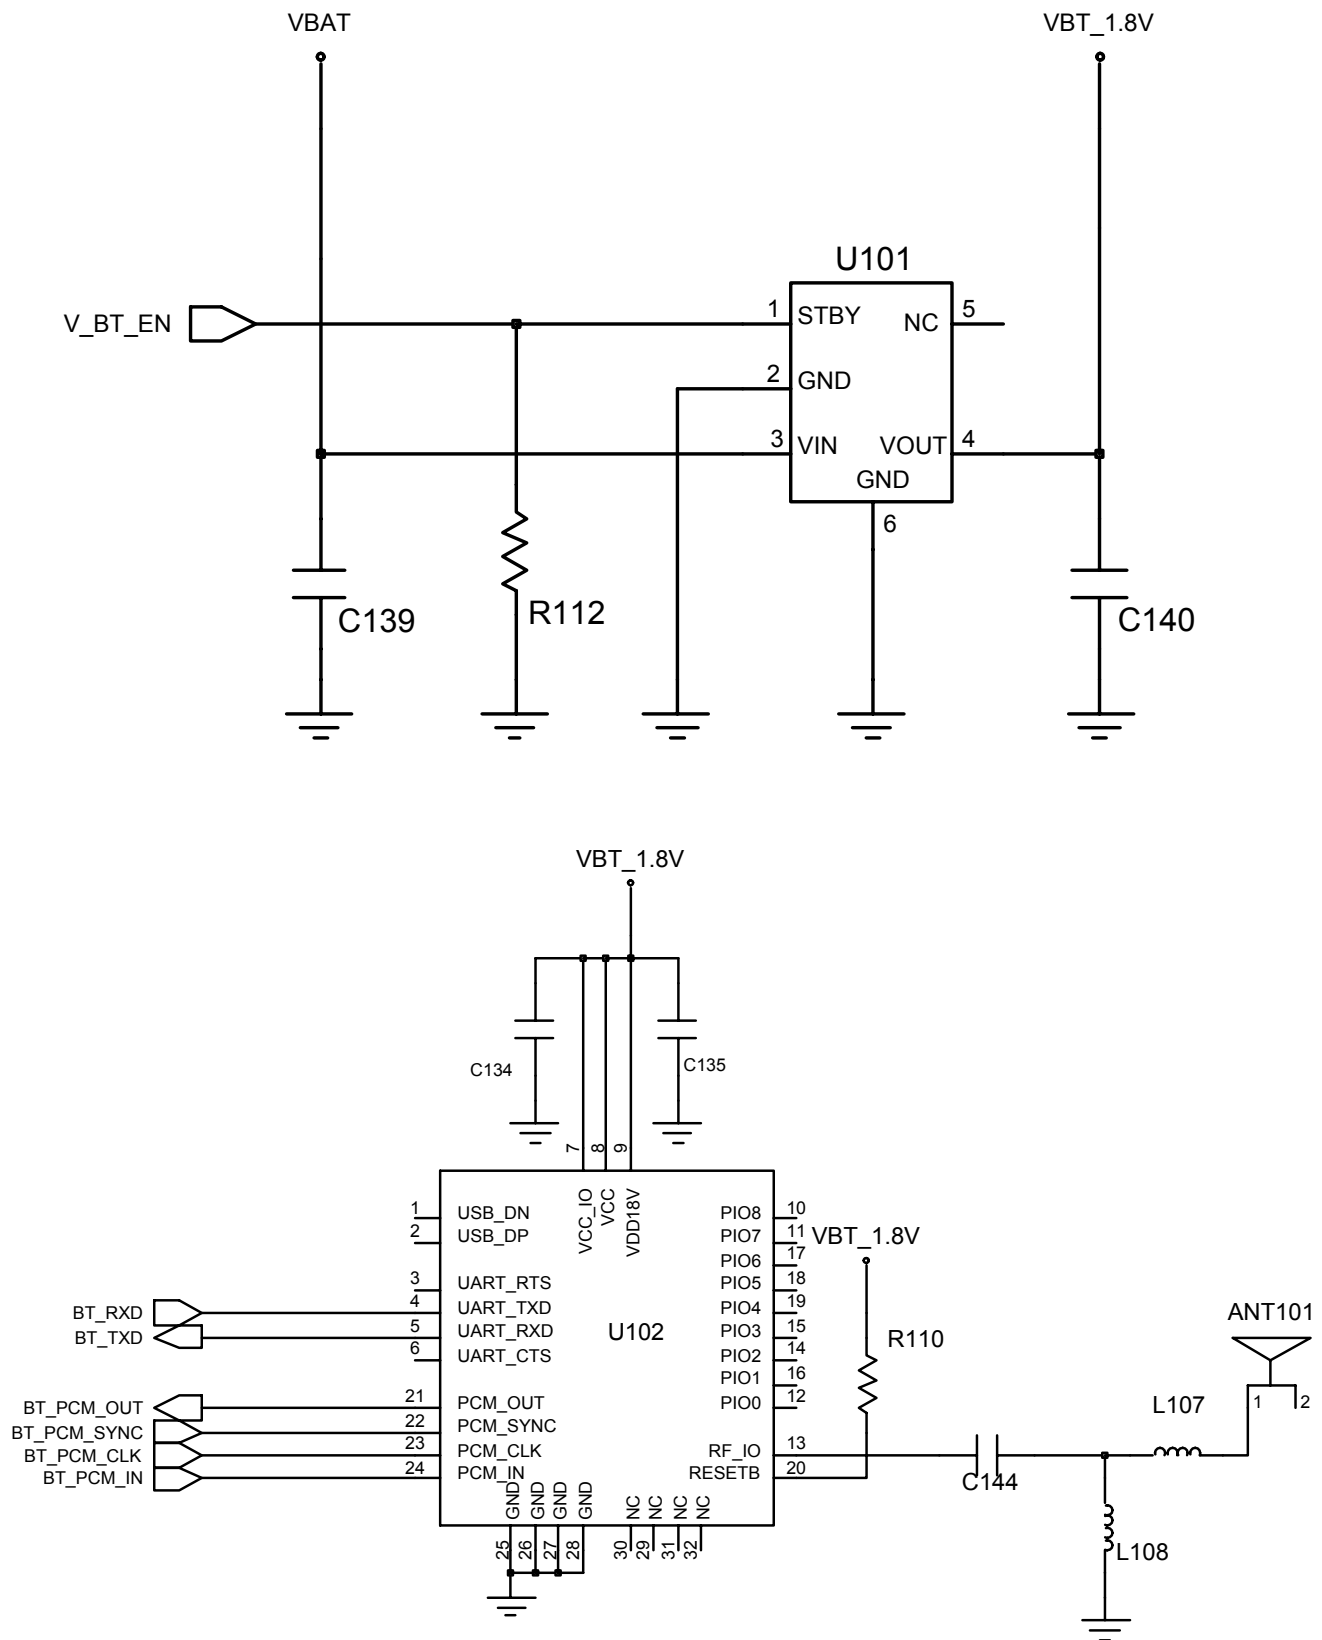 VBAT
VBT_1.8V
U101
V_BT_EN
1 STBY
NC 5
2 GND
3 VIN
VOUT 4
GND
6
C139
R112
C140
VBT_1.8V
C134
C135
7
8
9
VCC_IO
VCC
VDD18V
1 USB_DN
2 USB_DP
3 UART_RTS
BT_RXD 4 UART_TXD
BT_TXD 5 UART_RXD
6 UART_CTS
BT_PCM_OUT 21 PCM_OUT
BT_PCM_SYNC 22 PCM_SYNC
BT_PCM_CLK 23 PCM_CLK
BT_PCM_IN 24 PCM_IN
U102
PIO8 10
PIO7 11
PIO6 17
PIO5 18
PIO4 19
PIO3 15
PIO2 14
PIO1 16
PIO0 12
RF_IO 13
RESETB 20
GND
GND
GND
GND
NC
NC
NC
NC
25
26
27
28
30
29
31
32
VBT_1.8V
R110
C144
L107
L108
ANT101
1
2